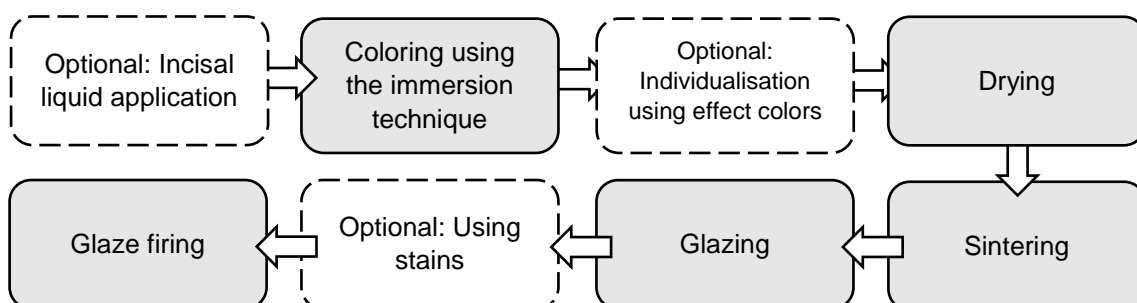 Optional: Incisal
liquid application
Coloring using
the immersion
technique
Optional:
Individualisation
using effect colors
Drying
Sintering
Glazing
Optional: Using
stains
Glaze firing